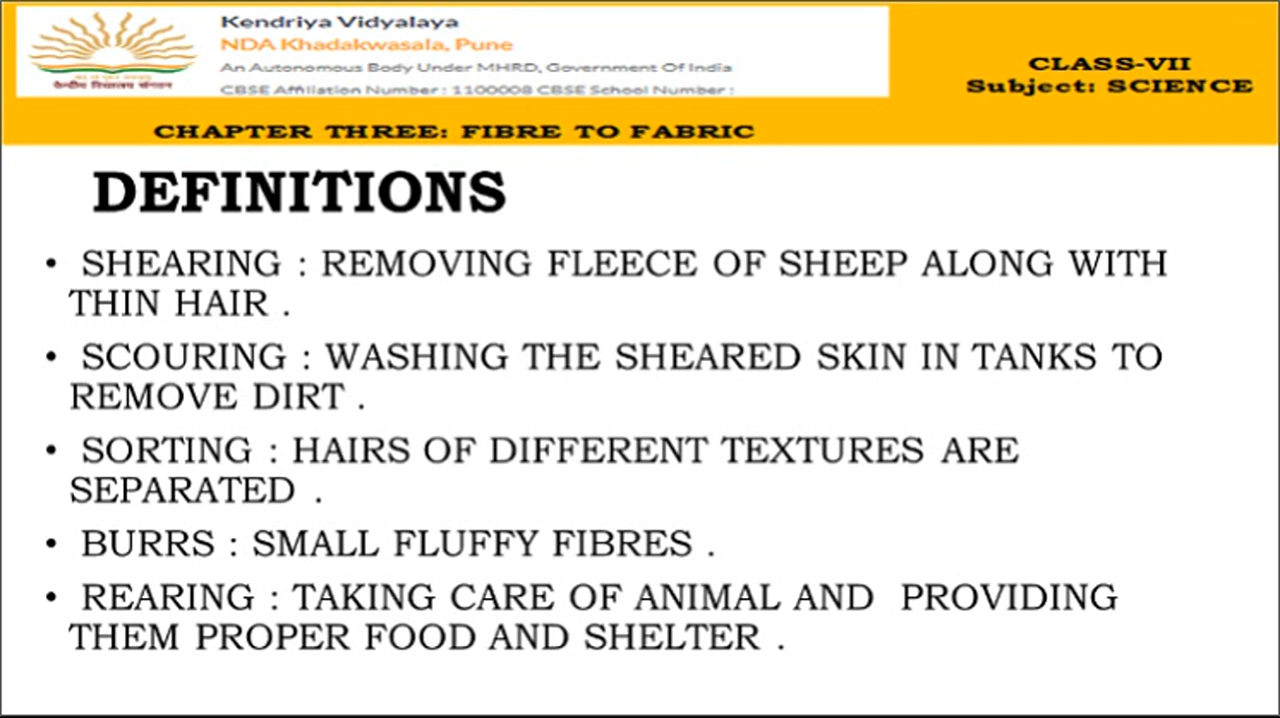 Kendriya Vidyalaya
NDA Khadakwasala, Pune
An Autonomous Body Under MHRD, Government Of India
CBSE Affiliation Number : 1100008 CBSE School Number :
केन्द्रीय विद्यालय संगठन
CLASS-VII
Subject: SCIENCE
CHAPTER THREE: FIBRE TO FABRIC
DEFINITIONS
• SHEARING : REMOVING FLEECE OF SHEEP ALONG WITH
THIN HAIR .
• SCOURING : WASHING THE SHEARED SKIN IN TANKS TO
REMOVE DIRT .
• SORTING : HAIRS OF DIFFERENT TEXTURES ARE
SEPARATED .
• BURRS : SMALL FLUFFY FIBRES .
• REARING : TAKING CARE OF ANIMAL AND PROVIDING
THEM PROPER FOOD AND SHELTER .